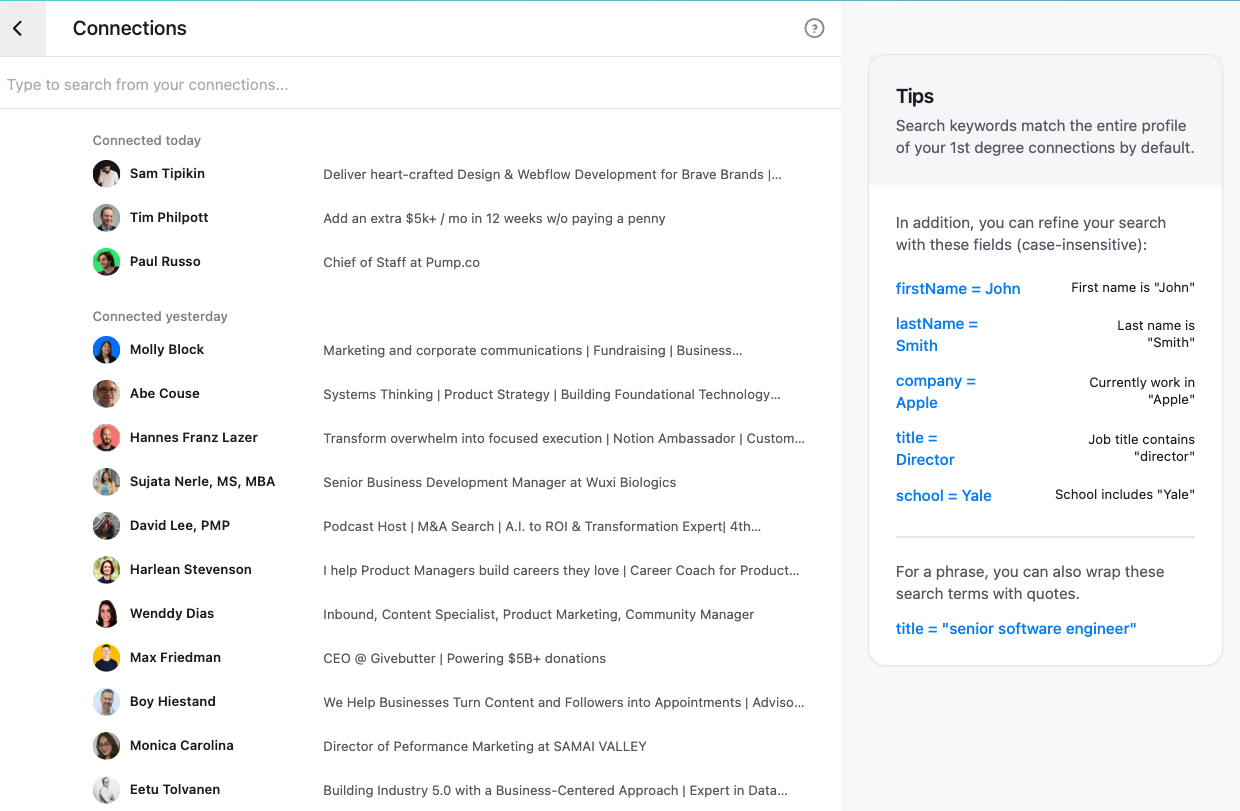 Connections
?
Type to search from your connections...
Connected today
Sam Tipikin
Deliver heart-crafted Design & Webflow Development for Brave Brands |...
Tim Philpott
Add an extra $5k+ / mo in 12 weeks w/o paying a penny
Paul Russo
Chief of Staff at Pump.co
Connected yesterday
Molly Block
Marketing and corporate communications | Fundraising | Business...
Abe Couse
Systems Thinking | Product Strategy | Building Foundational Technology...
Hannes Franz Lazer
Transform overwhelm into focused execution | Notion Ambassador | Custom...
Sujata Nerle, MS, MBA
Senior Business Development Manager at Wuxi Biologics
David Lee, PMP
Podcast Host | M&A Search | A.I. to ROI & Transformation Expert| 4th...
Harlean Stevenson
I help Product Managers build careers they love | Career Coach for Product...
Wenddy Dias
Inbound, Content Specialist, Product Marketing, Community Manager
Max Friedman
CEO @ Givebutter | Powering $5B+ donations
Boy Hiestand
We Help Businesses Turn Content and Followers into Appointments | Adviso...
Monica Carolina
Director of Peformance Marketing at SAMAI VALLEY
Eetu Tolvanen
Building Industry 5.0 with a Business-Centered Approach | Expert in Data...
Tips
Search keywords match the entire profile
of your 1st degree connections by default.
In addition, you can refine your search
with these fields (case-insensitive):
firstName = John
First name is "John"
lastName =
Smith
Last name is
"Smith"
company =
Apple
Currently work in
"Apple"
title =
Director
Job title contains
"director"
school = Yale
School includes "Yale"
For a phrase, you can also wrap these
search terms with quotes.
title = "senior software engineer"